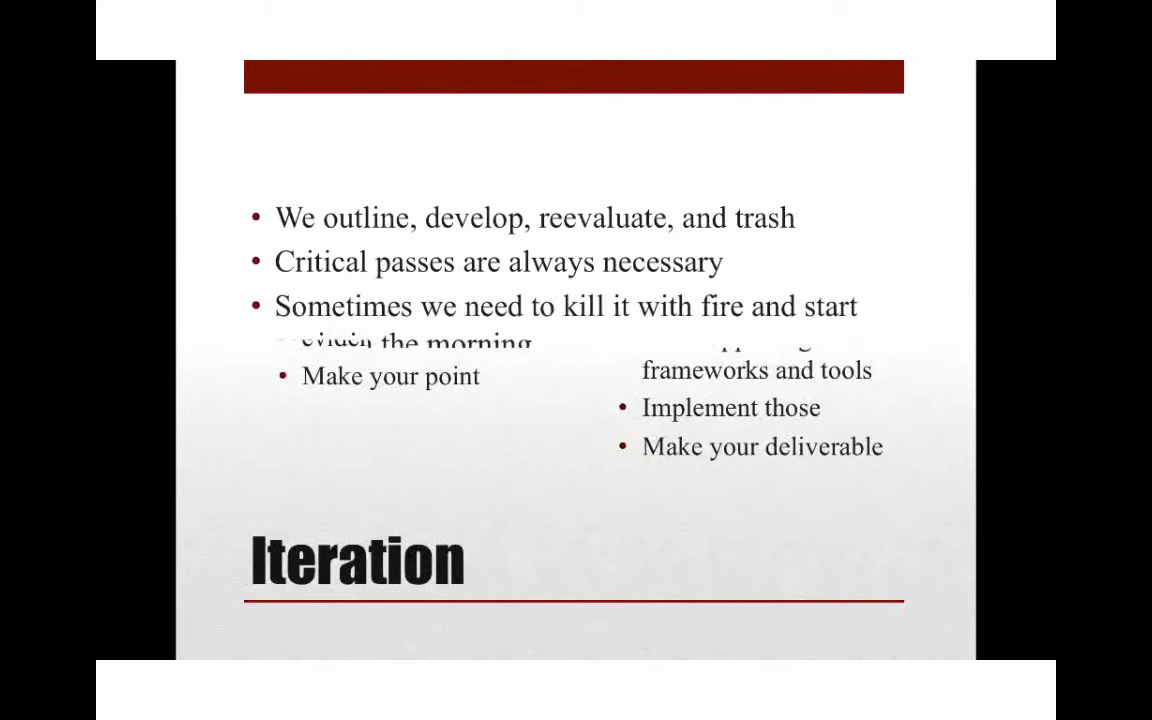 • We outline, develop, reevaluate, and trash
• Critical passes are always necessary
• Sometimes we need to kill it with fire and start
the morning
• Make your point
frameworks and tools
• Implement those
• Make your deliverable
Iteration